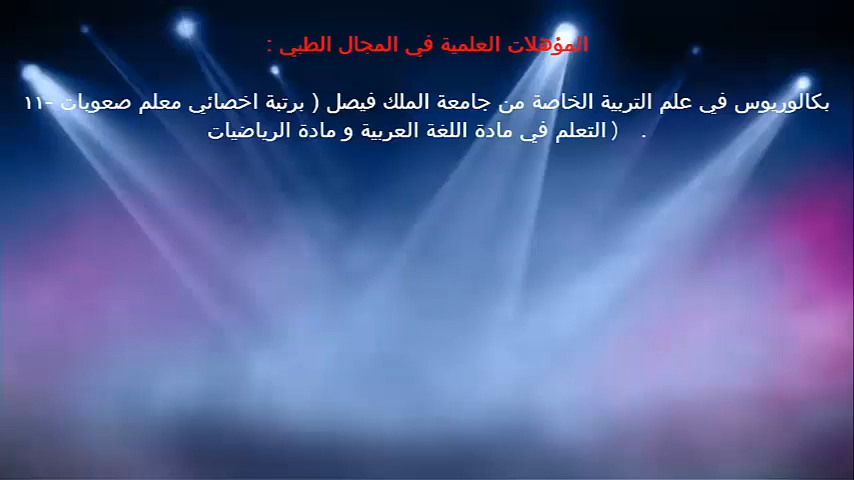 المؤهلات العلمية في المجال الطبي :
بكالوريوس في علم التربية الخاصة من جامعة الملك فيصل ( برتبة اخصائي معلم صعوبات -١١
التعلم في مادة اللغة العربية و مادة الرياضيات ) .